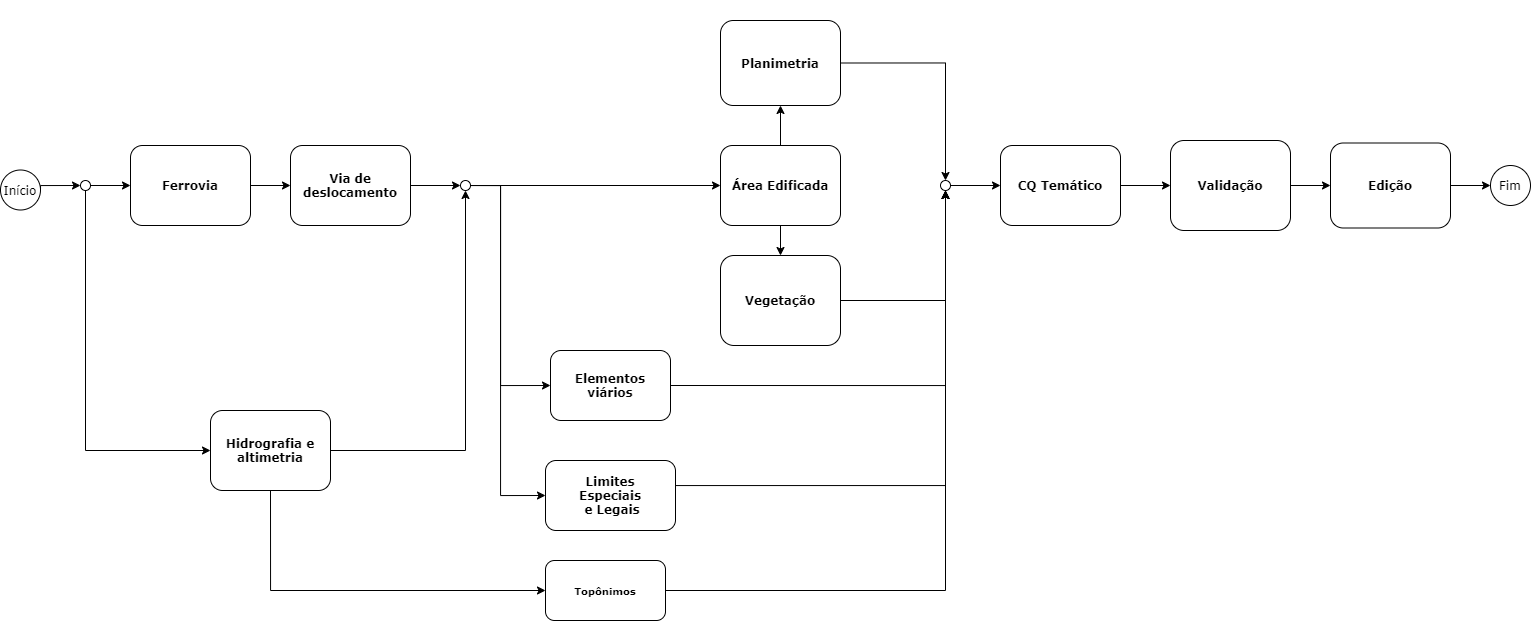 Planimetria
Início
Ferrovia
Via de
deslocamento
Área Edificada
CQ Temático
Validação
Edição
Fim
Vegetação
Elementos
viários
Hidrografia e
altimetria
Limites
Especiais
e Legais
Topônimos